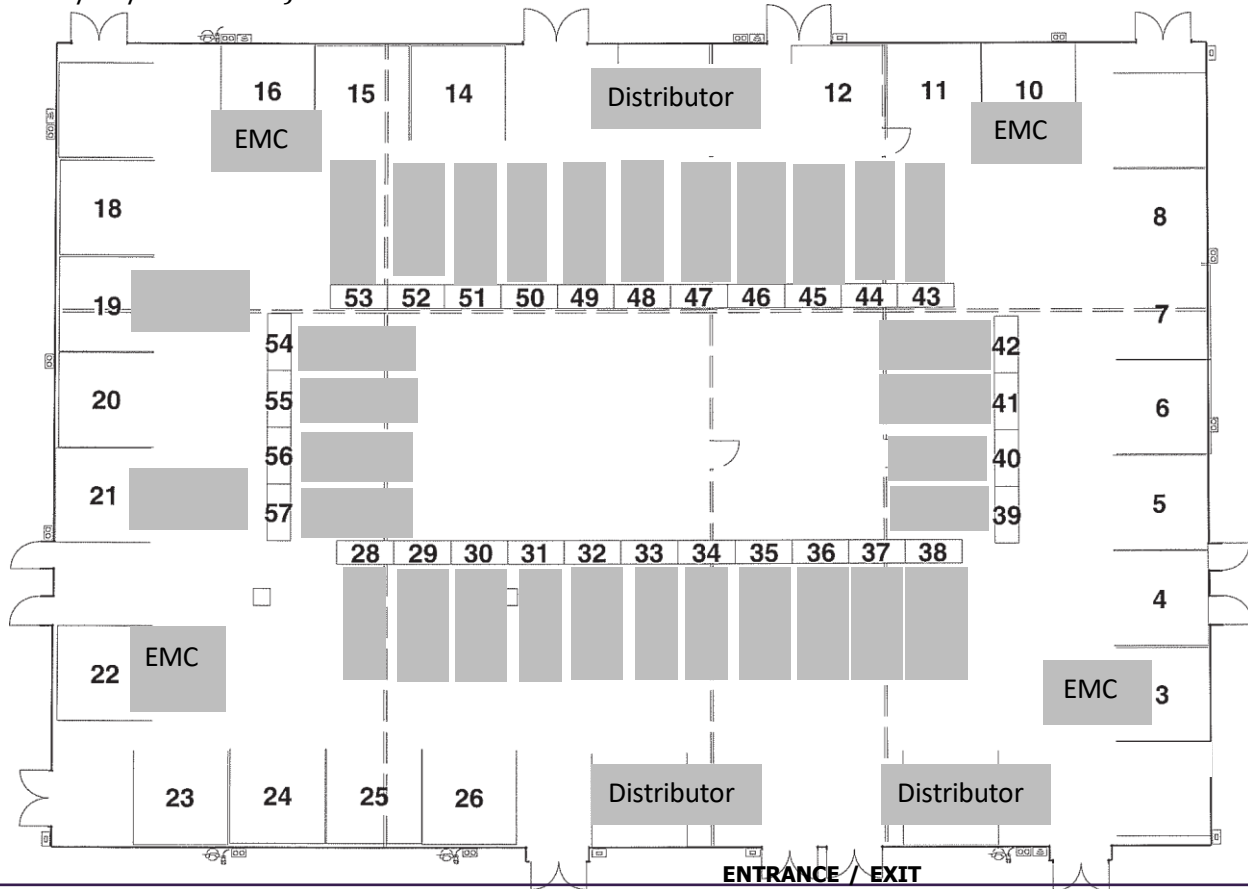 16 15 14 Distributor 12 11 10
EMC EMC
18 8
19 53 52 51 50 49 48 47 46 45 44 43 7
54 42
20 55 41 6
56 40
21 57 39 5
28 29 30 31 32 33 34 35 36 37 38
4
22 EMC EMC 3
23 24 25 26 Distributor Distributor
ENTRANCE / EXIT